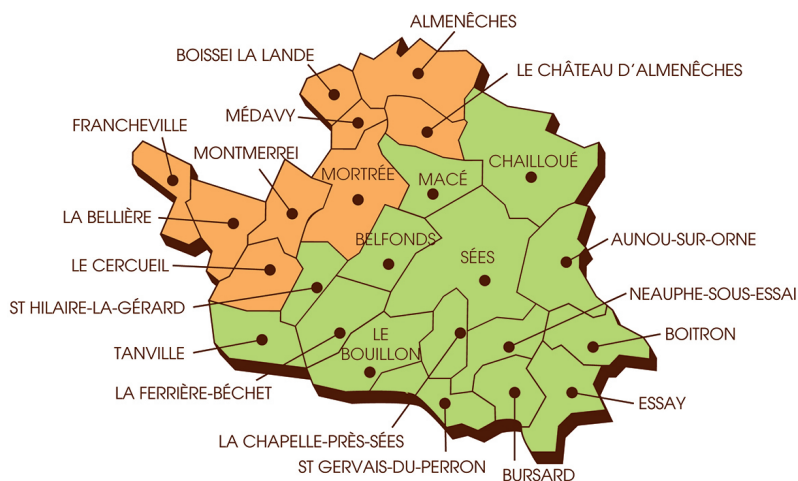 ALMENÊCHES
BOISSEI LA LANDE
LE CHÂTEAU D'ALMENÊCHES
MÉDAVY
FRANCHEVILLE
MONTMERREI
CHAILLOUÉ
MORTRÉE
MACÉ
LA BELLIÈRE
BELFONDS
AUNOU-SUR-ORNE
SÉES
LE CERCUEIL
NEAUPHE-SOUS-ESSAI
ST HILAIRE-LA-GÉRARD
BOITRON
LE
BOUILLON
TANVILLE
LA FERRIÈRE-BÉCHET
ESSAY
LA CHAPELLE-PRÈS-SÉES
ST GERVAIS-DU-PERRON
BURSARD